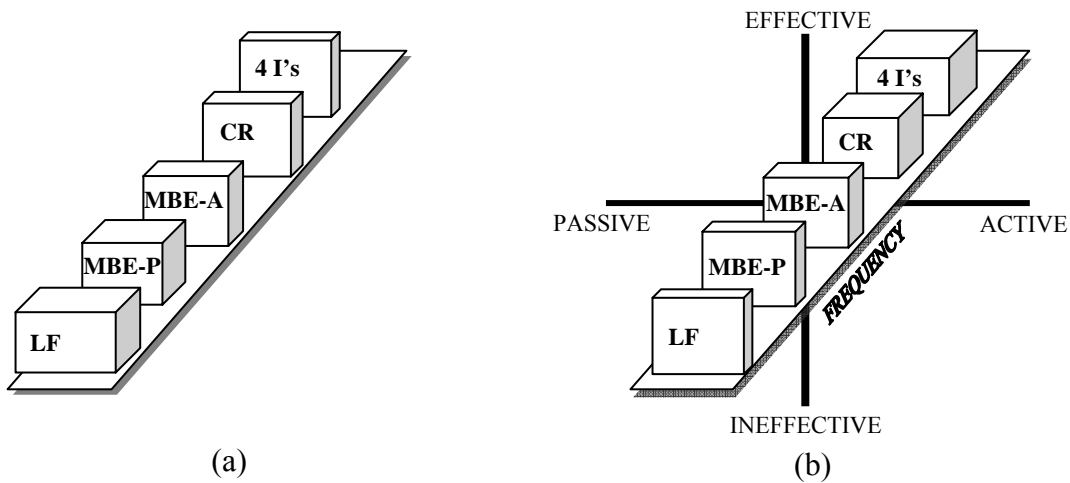 4 I's
CR
MBE-A
MBE-P
LF
(a)
EFFECTIVE
4 I's
CR
MBE-A
PASSIVE
ACTIVE
MBE-P
FREQUENCY
LF
INEFFECTIVE
(b)